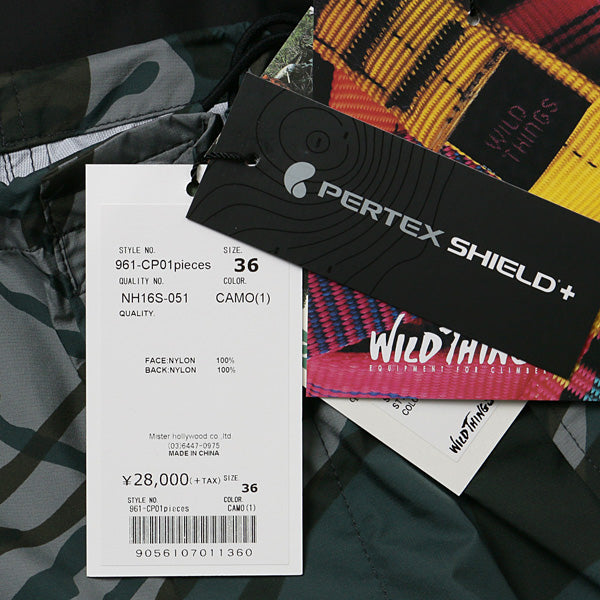 WILD
THINGS
PERTEX SHIELD+
WILD THINGS
EQUIPMENT FOR CLIMBE
STYLE NO. SIZE.
961-CP01pieces 36
QUALITY NO. COLOR.
NH16S-051 CAMO(1)
QUALITY.
FACE:NYLON 100%
BACK:NYLON 100%
Mister hollywood co.,ltd.
(03)6447-0975
MADE IN CHINA
¥28,000(+TAX) SIZE 36
STYLE NO. COLOR.
961-CP01pieces CAMO(1)
9056107011360
WILD THINGS